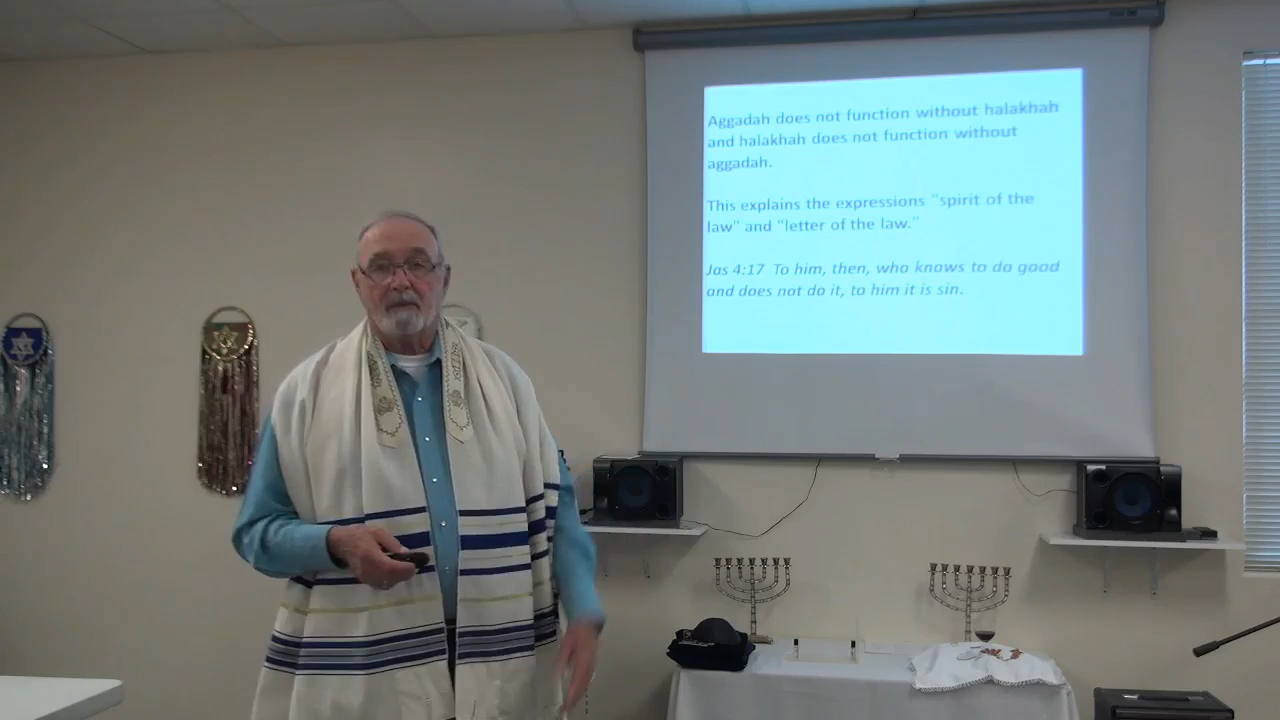 Aggadah does not function without halakhah
and halakhah does not function without
aggadah.
This explains the expressions "spirit of the
law" and "letter of the law."
Jas 4:17 To him, then, who knows to do good
and does not do it, to him it is sin.